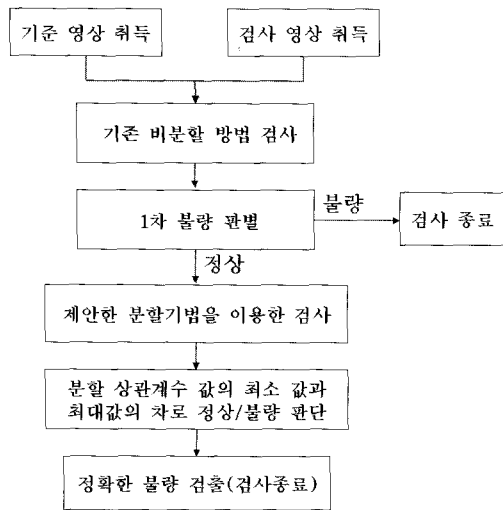 기준 영상 취득
검사 영상 취득
기존 비분할 방법 검사
1차 불량 판별
불량
검사 종료
정상
제안한 분할기법을 이용한 검사
분할 상관계수 값의 최소 값과
최대값의 차로 정상/불량 판단
정확한 불량 검출(검사종료)